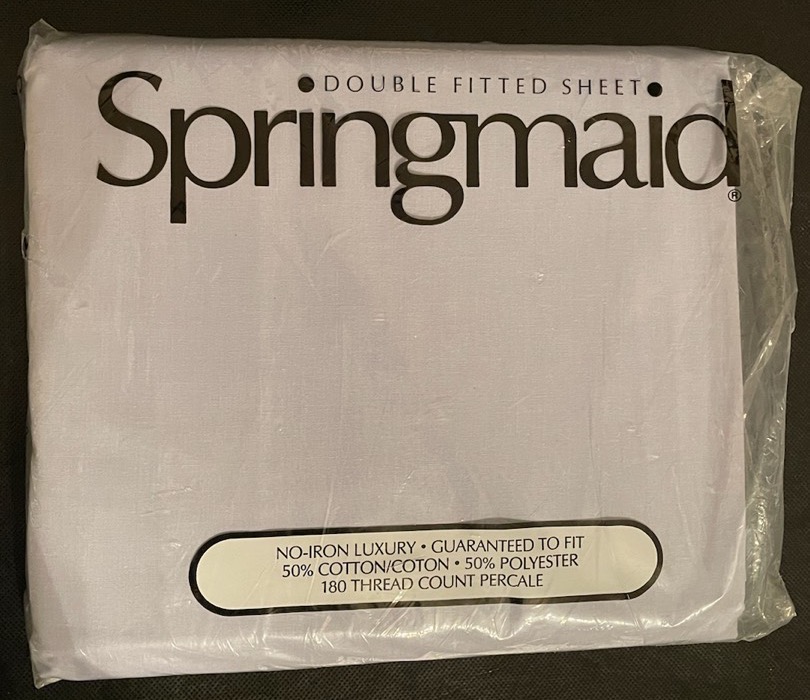 •DOUBLE FITTED SHEET•
Springmaid®
NO-IRON LUXURY • GUARANTEED TO FIT
50% COTTON/COTON • 50% POLYESTER
180 THREAD COUNT PERCALE